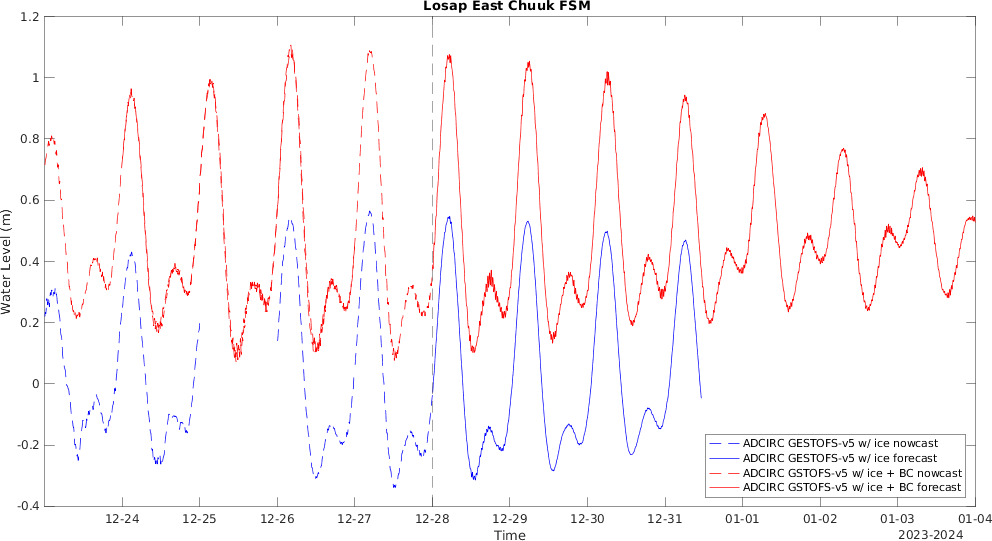 Losap East Chuuk FSM
1.2
1
0.8
0.6
0.4
0.2
0
-0.2
-0.4
Water Level (m)
ADCIRC GESTOFS-v5 w/ ice nowcast
ADCIRC GESTOFS-v5 w/ ice forecast
ADCIRC GSTOFS-v5 w/ ice + BC nowcast
ADCIRC GSTOFS-v5 w/ ice + BC forecast
12-24 12-25 12-26 12-27 12-28 12-29 12-30 12-31 01-01 01-02 01-03 01-04
Time
2023-2024